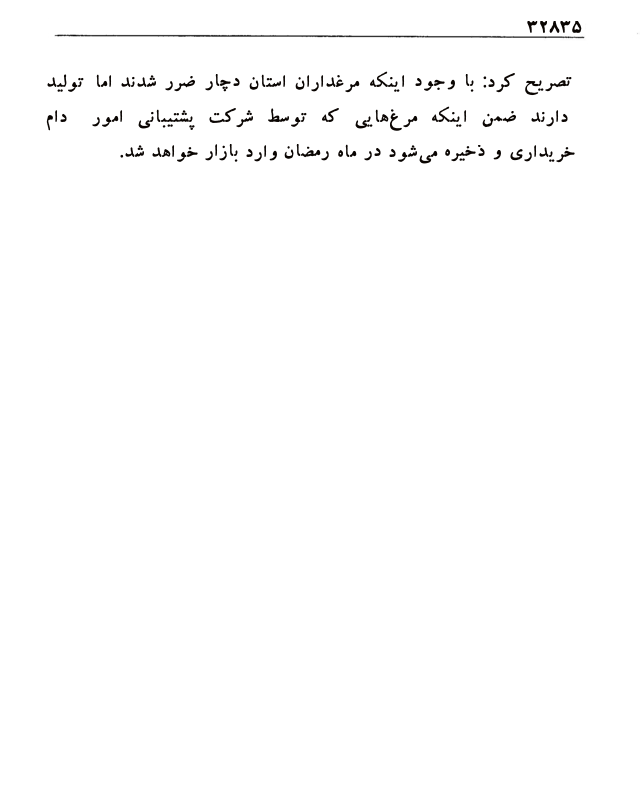 ۳۲۸۳۵
تصریح کرد: با وجود اینکه مرغداران استان دچار ضرر شدند اما تولید
دارند ضمن اینکه مرغ‌هایی که توسط شرکت پشتیبانی امور دام
خریداری و ذخیره می‌شود در ماه رمضان وارد بازار خواهد شد.